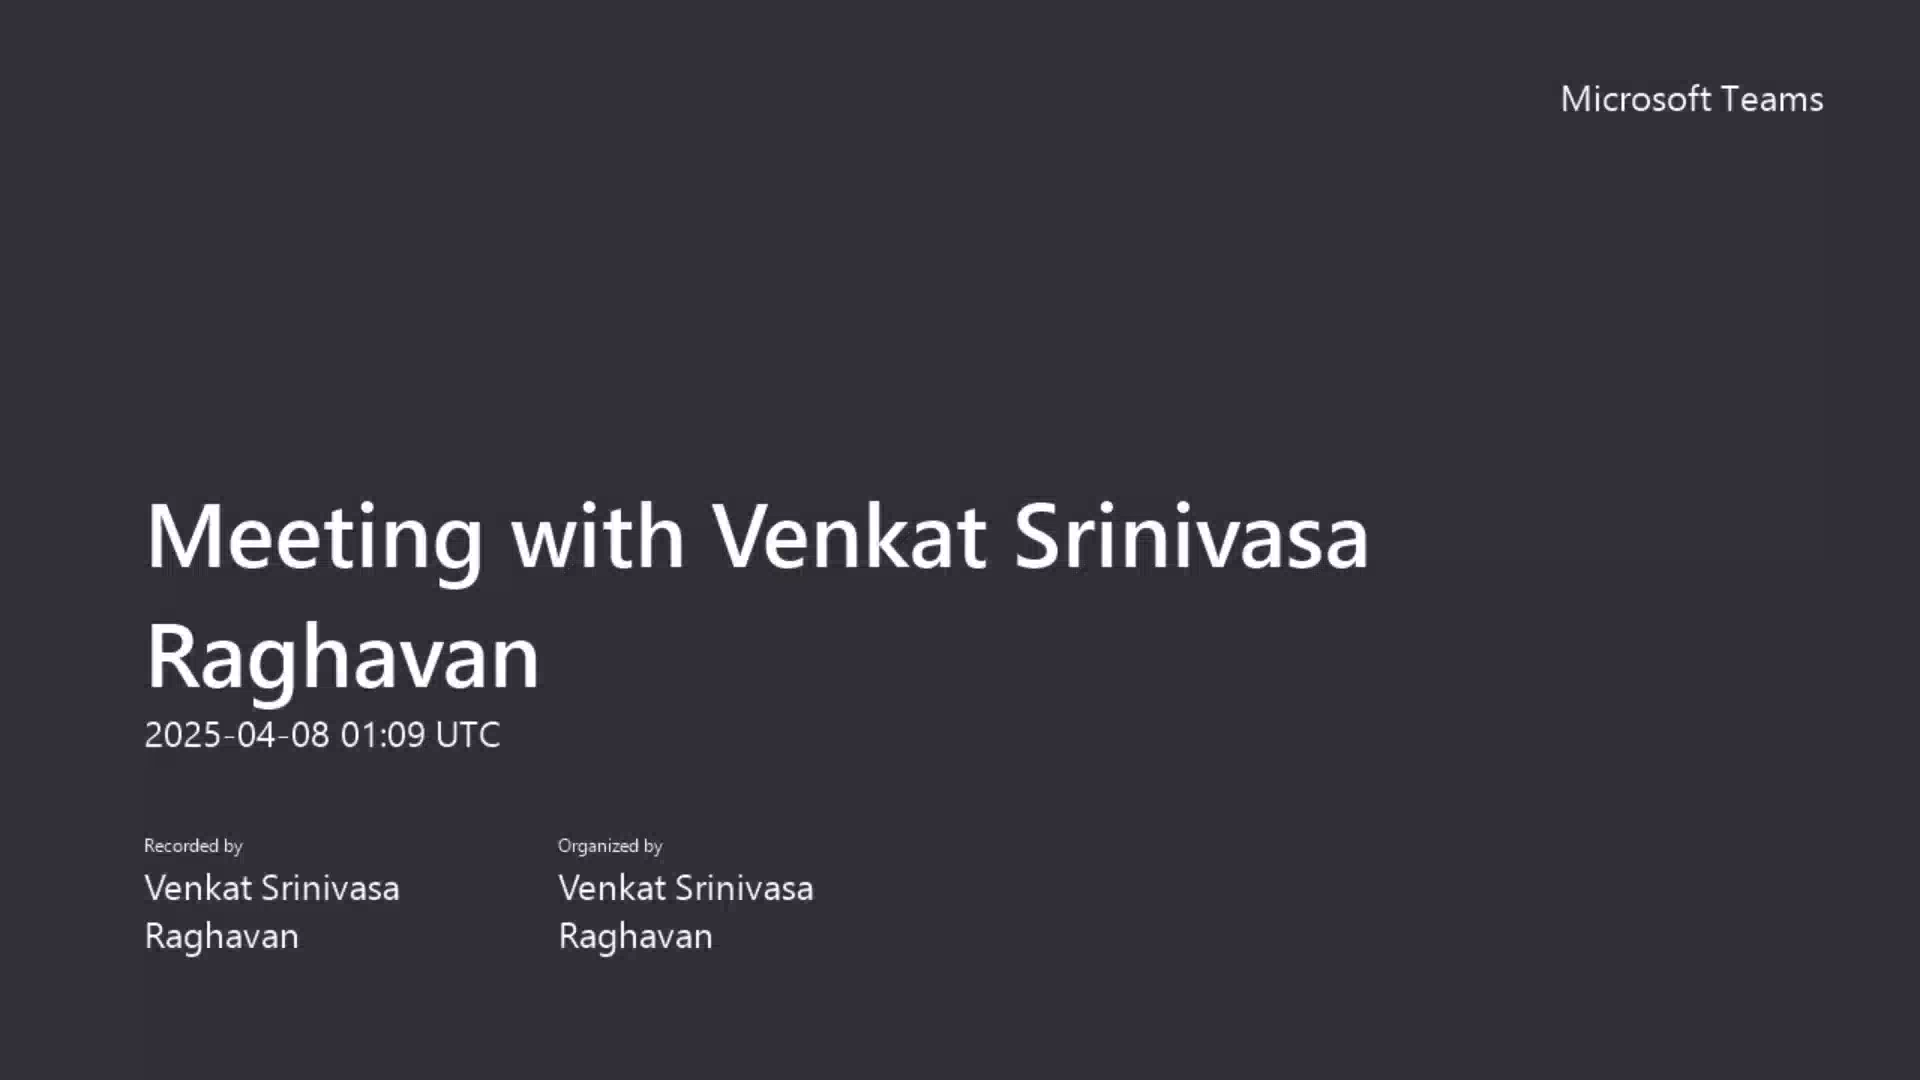 Microsoft Teams
Meeting with Venkat Srinivasa
Raghavan
2025-04-08 01:09 UTC
Recorded by
Venkat Srinivasa
Raghavan
Organized by
Venkat Srinivasa
Raghavan